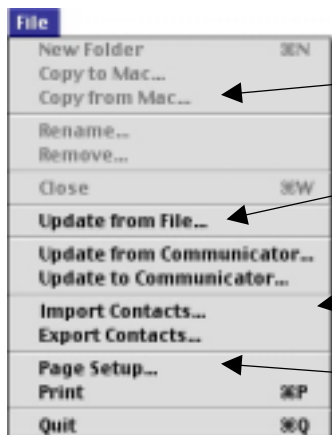 File
New Folder ⌘N
Copy to Mac...
Copy from Mac...
Rename...
Remove...
Close ⌘W
Update from File...
Update from Communicator...
Update to Communicator...
Import Contacts...
Export Contacts...
Page Setup...
Print ⌘P
Quit ⌘Q